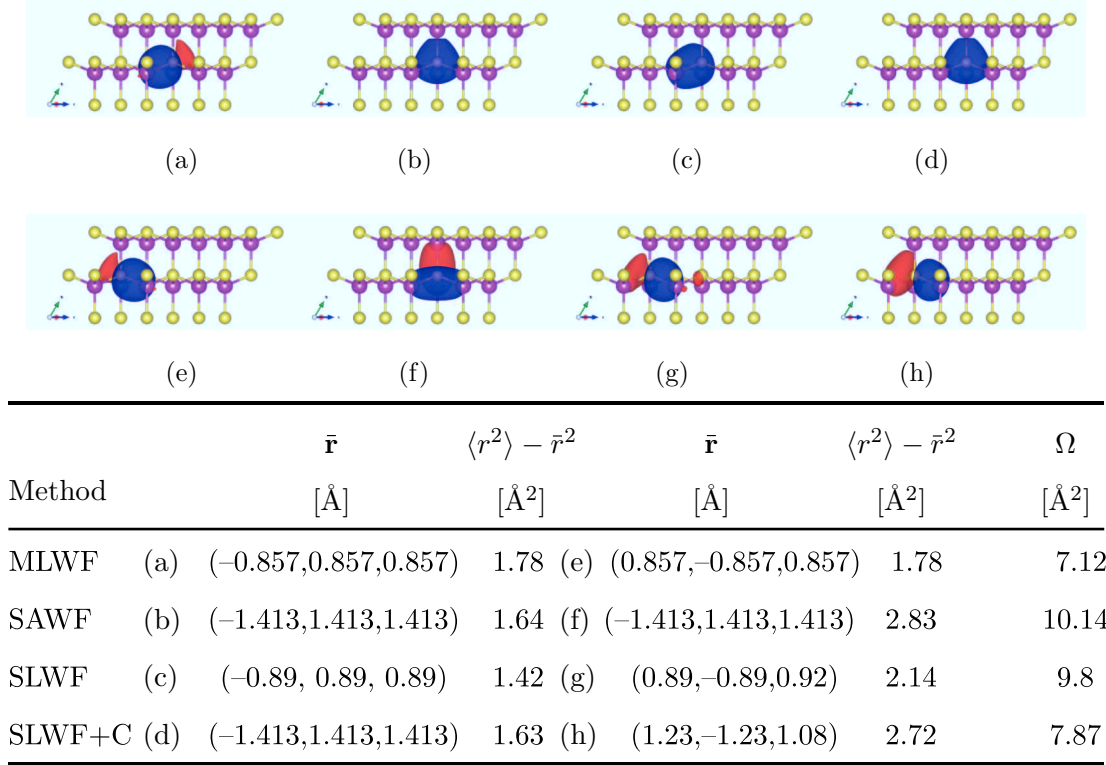 (a) (b) (c) (d)
(e) (f) (g) (h)
r̄ ⟨r²⟩ − r̄² r̄ ⟨r²⟩ − r̄² Ω
Method [Å] [Å²] [Å] [Å²] [Å²]
MLWF (a) (–0.857,0.857,0.857) 1.78 (e) (0.857,–0.857,0.857) 1.78 7.12
SAWF (b) (–1.413,1.413,1.413) 1.64 (f) (–1.413,1.413,1.413) 2.83 10.14
SLWF (c) (–0.89, 0.89, 0.89) 1.42 (g) (0.89,–0.89,0.92) 2.14 9.8
SLWF+C (d) (–1.413,1.413,1.413) 1.63 (h) (1.23,–1.23,1.08) 2.72 7.87